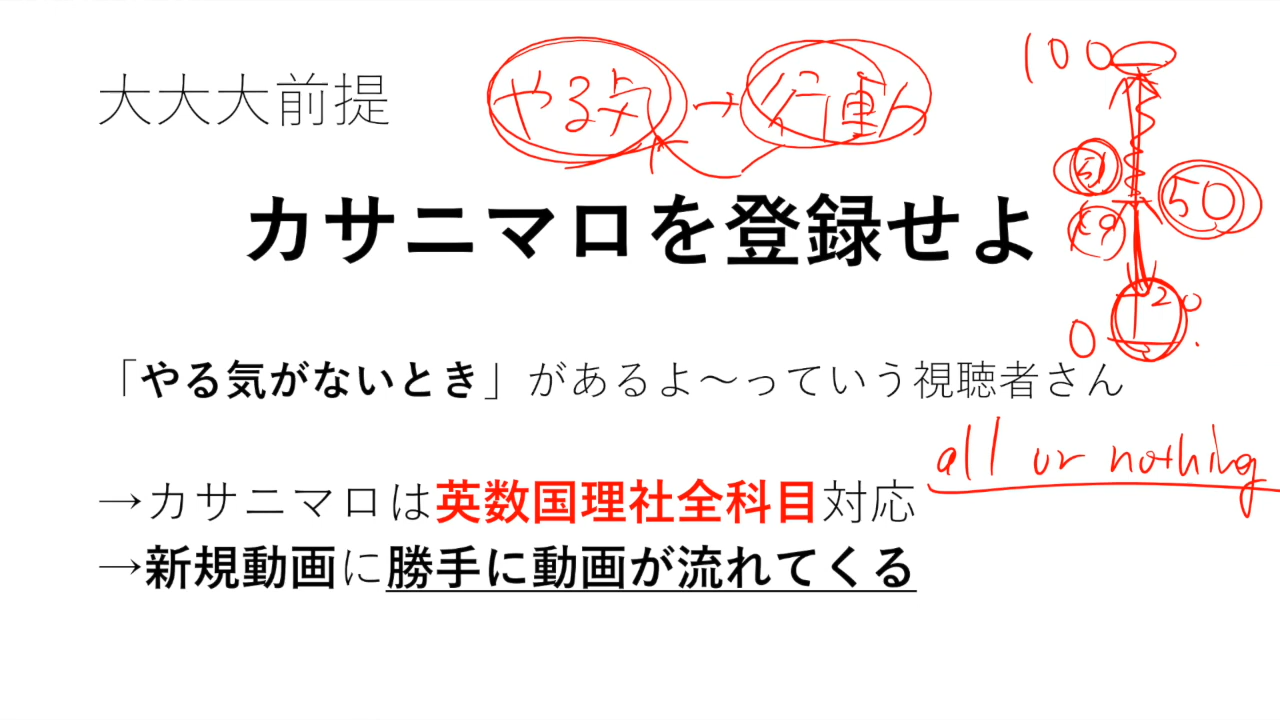 大大大前提
やる気→行動
100
カサニマロを登録せよ
50
20
0
「やる気がないとき」があるよ～っていう視聴者さん
all or nothing
→カサニマロは英数国理社全科目対応
→新規動画に勝手に動画が流れてくる